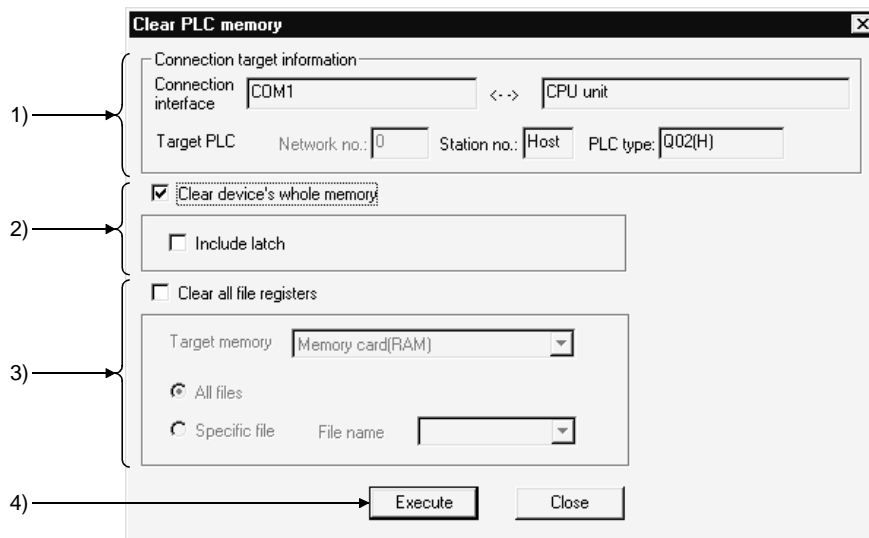 Clear PLC memory
Connection target information
1)
Connection interface COM1 <--> CPU unit
Target PLC Network no.: 0 Station no.: Host PLC type: Q02(H)
2)
Clear device's whole memory
Include latch
3)
Clear all file registers
Target memory Memory card(RAM)
All files
Specific file File name
4)
Execute Close